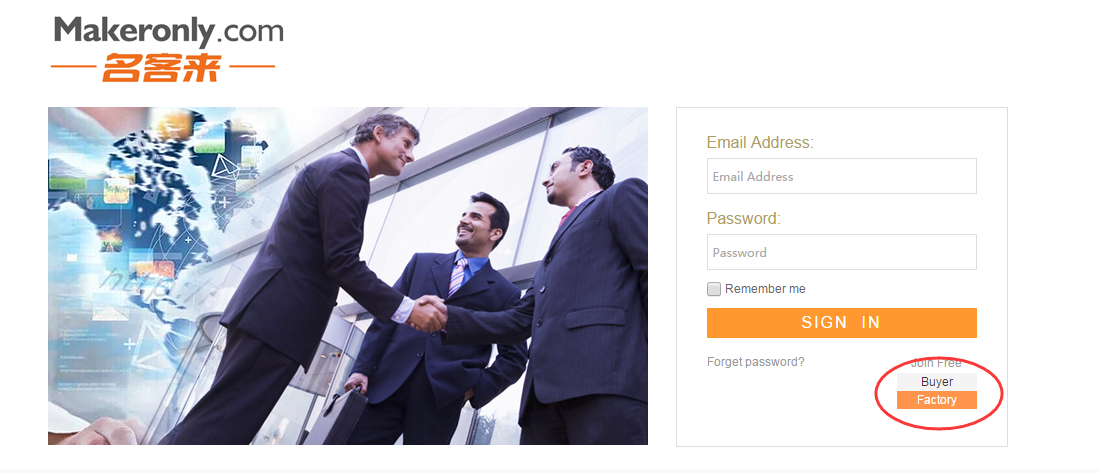 Makeronly.com
名客来
Email Address:
Email Address
Password:
Password
Remember me
SIGN IN
Forget password?
Join Free
Buyer
Factory